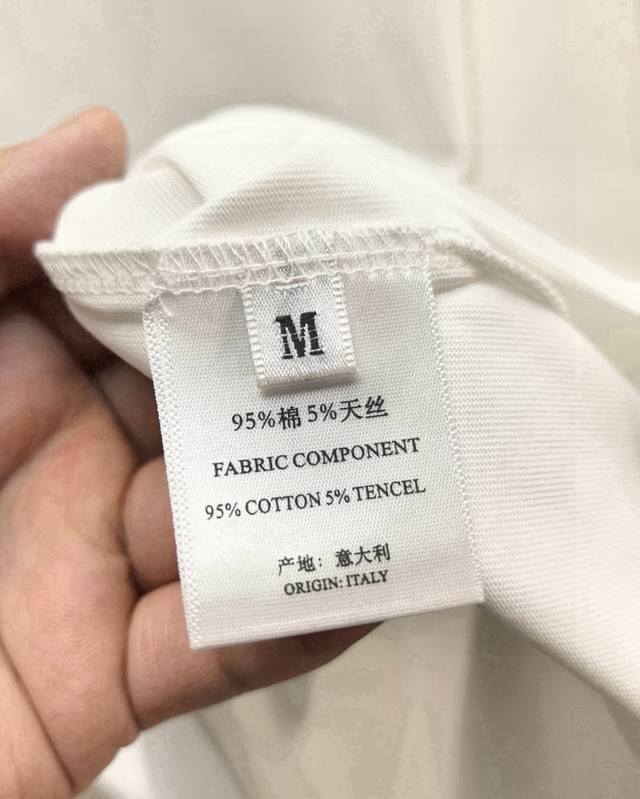 M
95%棉 5%天丝
FABRIC COMPONENT
95% COTTON 5% TENCEL
产地：意大利
ORIGIN: ITALY